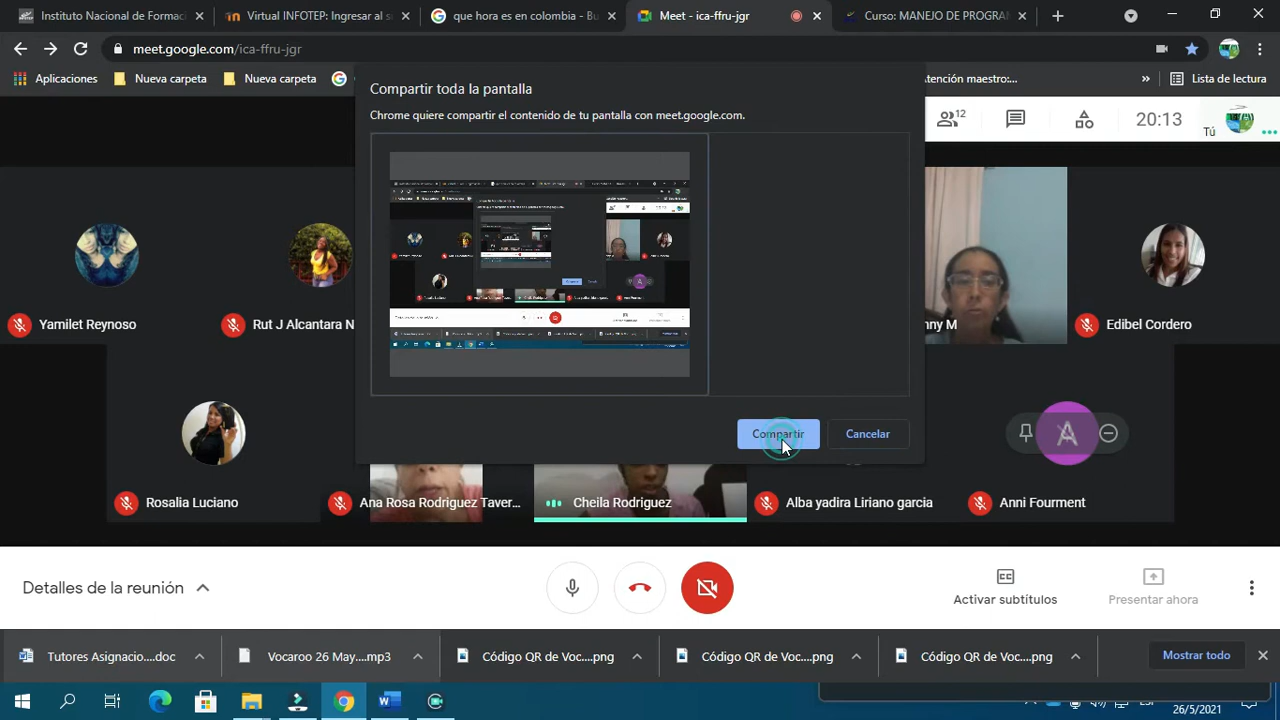 Instituto Nacional de Formaci
Virtual INFOTEP: Ingresar al si
que hora es en colombia - Bu
Meet - ica-ffru-jgr
Curso: MANEJO DE PROGRA
meet.google.com/ica-ffru-jgr
Aplicaciones
Nueva carpeta
Nueva carpeta
tención maestro:...
»
Lista de lectura
Compartir toda la pantalla
Chrome quiere compartir el contenido de tu pantalla con meet.google.com.
12
20:13
Tú
Yamilet Reynoso
Rut J Alcantara N
nny M
Edibel Cordero
Compartir
Cancelar
A
Rosalia Luciano
Ana Rosa Rodriguez Taver...
Cheila Rodriguez
Alba yadira Liriano garcia
Anni Fourment
Detalles de la reunión
CC
Activar subtítulos
Presentar ahora
Tutores Asignacio....doc
Vocaroo 26 May....mp3
Código QR de Voc....png
Código QR de Voc....png
Código QR de Voc....png
Mostrar todo
26/5/2021